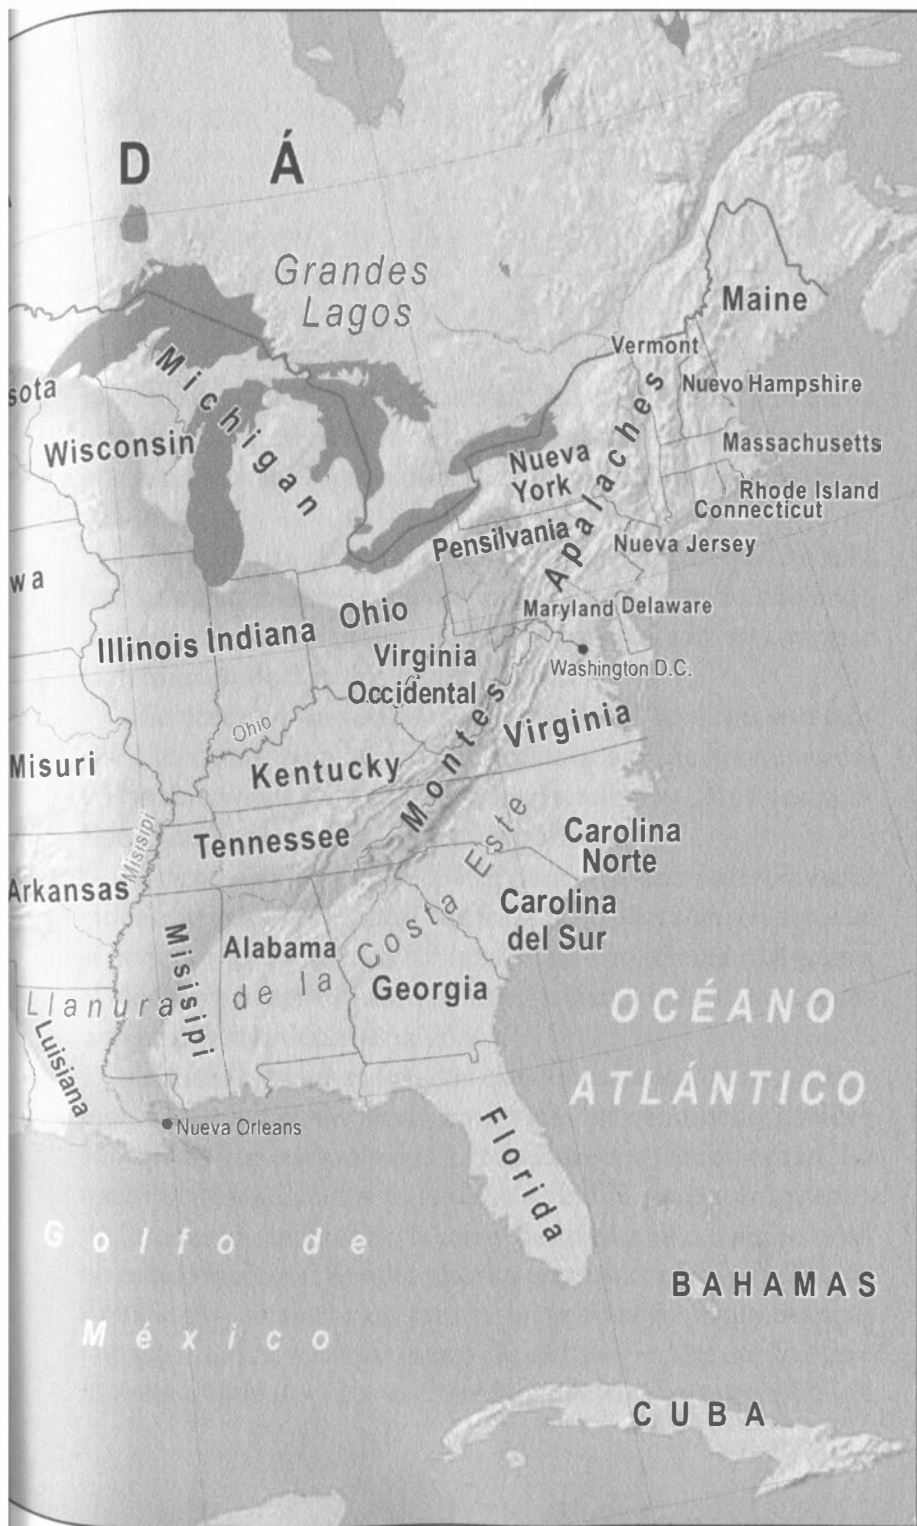 D Á
Grandes
Lagos
Maine
Vermont
Michigan
sota
Nuevo Hampshire
Wisconsin
Massachusetts
Nueva
York
Rhode Island
Connecticut
Pensilvania
Nueva Jersey
Montes Apalaches
wa
Ohio
Maryland
Delaware
Illinois
Indiana
Virginia
Occidental
Washington D.C.
Ohio
Virginia
Misuri
Kentucky
Misisipi
Tennessee
Carolina
Norte
Arkansas
Carolina
del Sur
Misisipi
Alabama
Georgia
Llanura de la Costa Este
OCÉANO
ATLÁNTICO
Luisiana
Nueva Orleans
Florida
Golfo de
México
BAHAMAS
CUBA